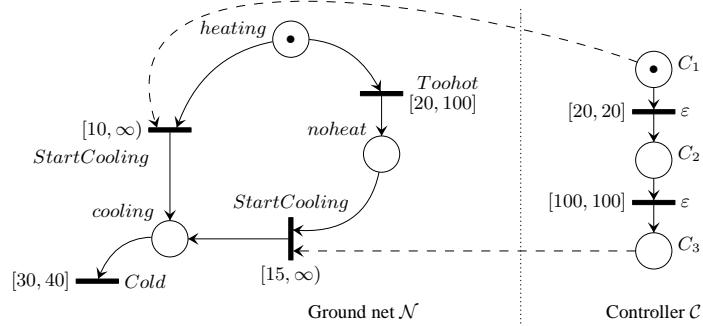 heating
C1
Toohot
[20, 100]
[10, ∞)
[20, 20]
ε
StartCooling
noheat
C2
StartCooling
cooling
[100, 100]
ε
C3
[30, 40]
Cold
[15, ∞)
Ground net 𝒩
Controller 𝒞